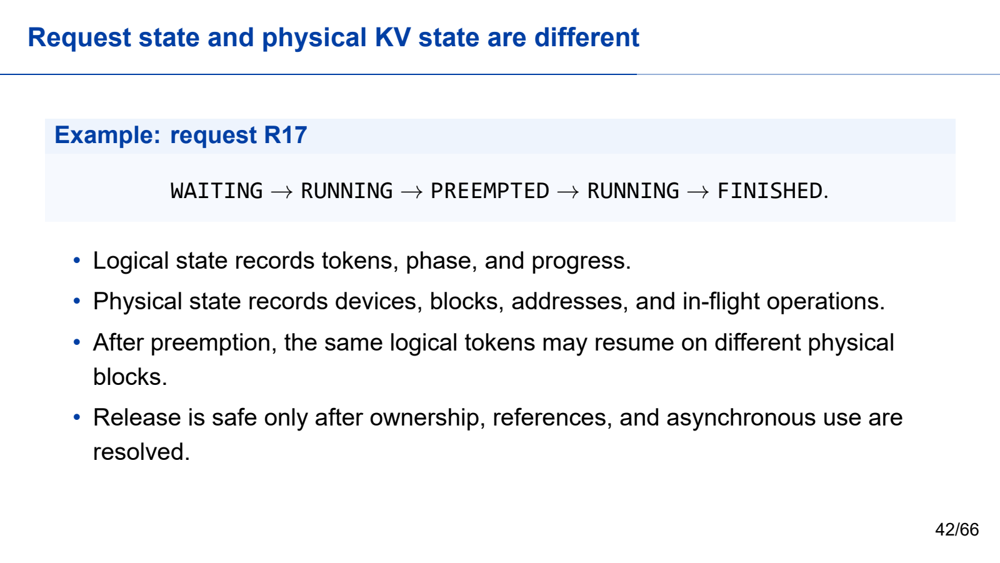 Request state and physical KV state are different
Example: request R17
WAITING → RUNNING → PREEMPTED → RUNNING → FINISHED.
• Logical state records tokens, phase, and progress.
• Physical state records devices, blocks, addresses, and in-flight operations.
• After preemption, the same logical tokens may resume on different physical
blocks.
• Release is safe only after ownership, references, and asynchronous use are
resolved.
42/66